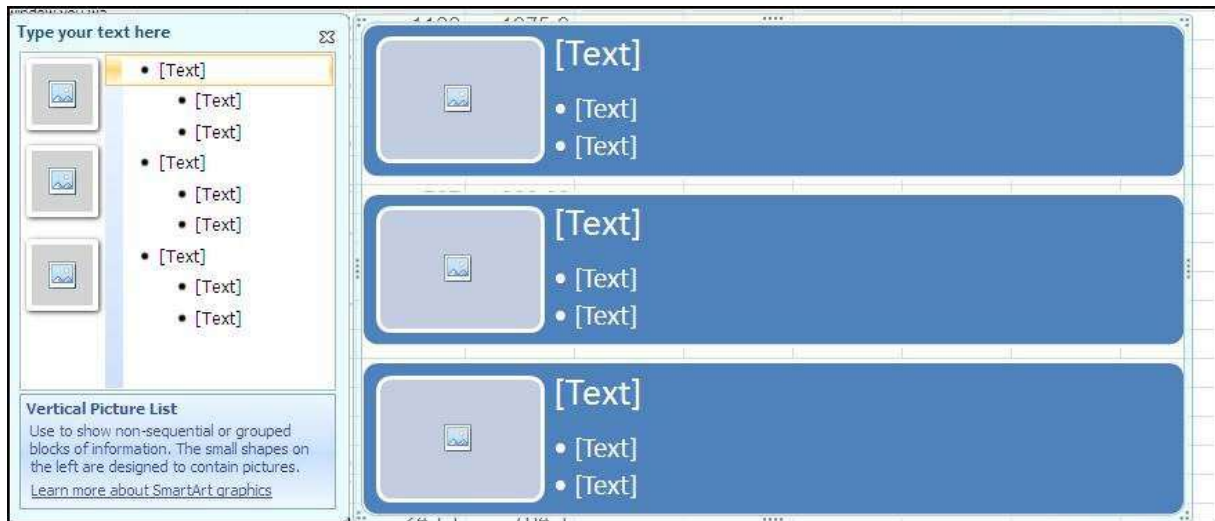 Type your text here
• [Text]
• [Text]
• [Text]
• [Text]
• [Text]
• [Text]
• [Text]
• [Text]
• [Text]
Vertical Picture List
Use to show non-sequential or grouped
blocks of information. The small shapes on
the left are designed to contain pictures.
Learn more about SmartArt graphics
[Text]
• [Text]
• [Text]
[Text]
• [Text]
• [Text]
[Text]
• [Text]
• [Text]